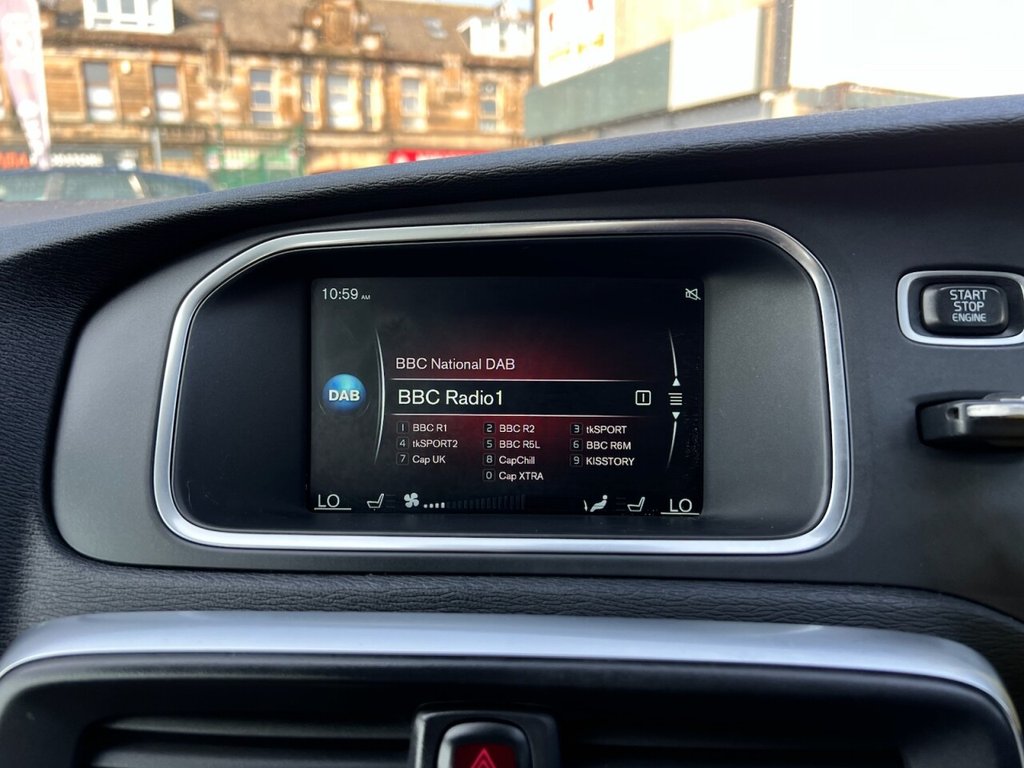 10:59 AM
BBC National DAB
DAB
BBC Radio1 1
1 BBC R1 2 BBC R2 3 tkSPORT
4 tkSPORT2 5 BBC R5L 6 BBC R6M
7 Cap UK 8 CapChill 9 KISSTORY
0 Cap XTRA
LO LO
START
STOP
ENGINE